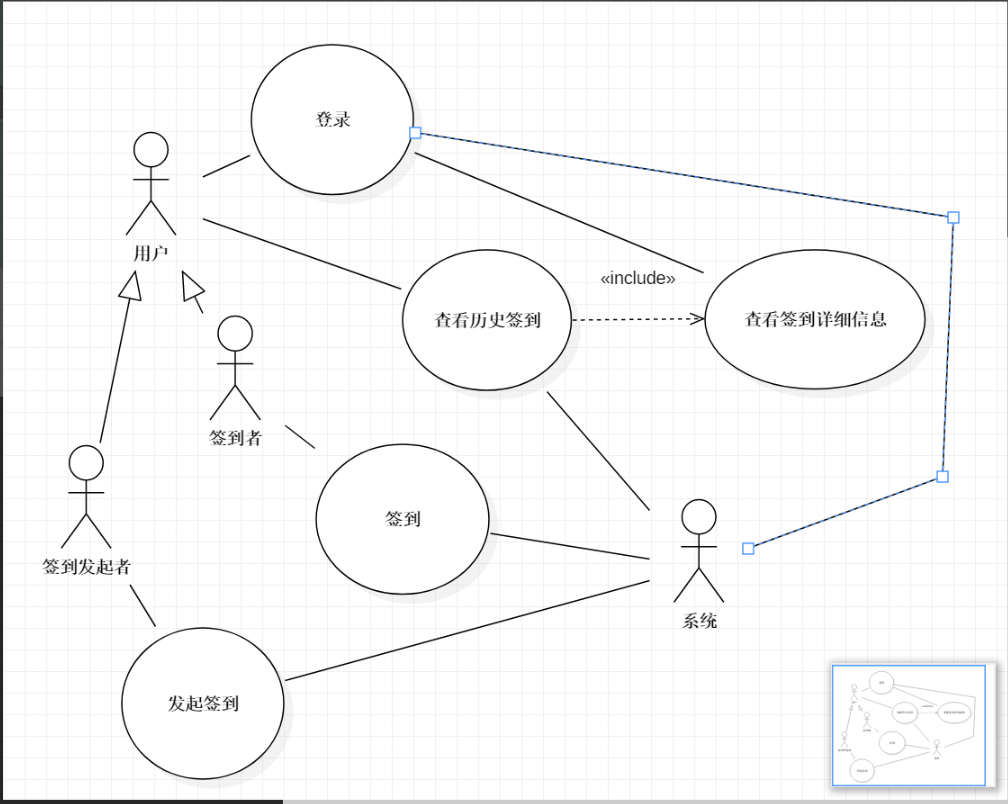 登录
用户
«include»
查看历史签到
查看签到详细信息
签到者
签到
签到发起者
系统
发起签到